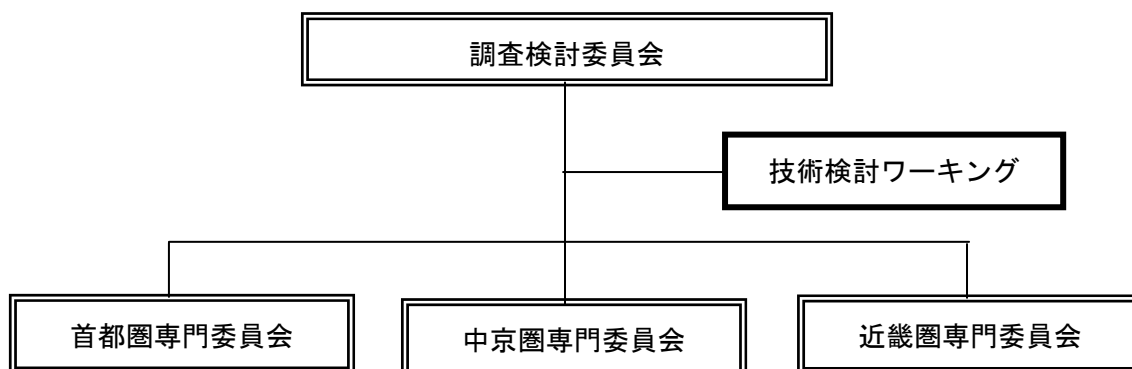 調査検討委員会
技術検討ワーキング
首都圏専門委員会
中京圏専門委員会
近畿圏専門委員会